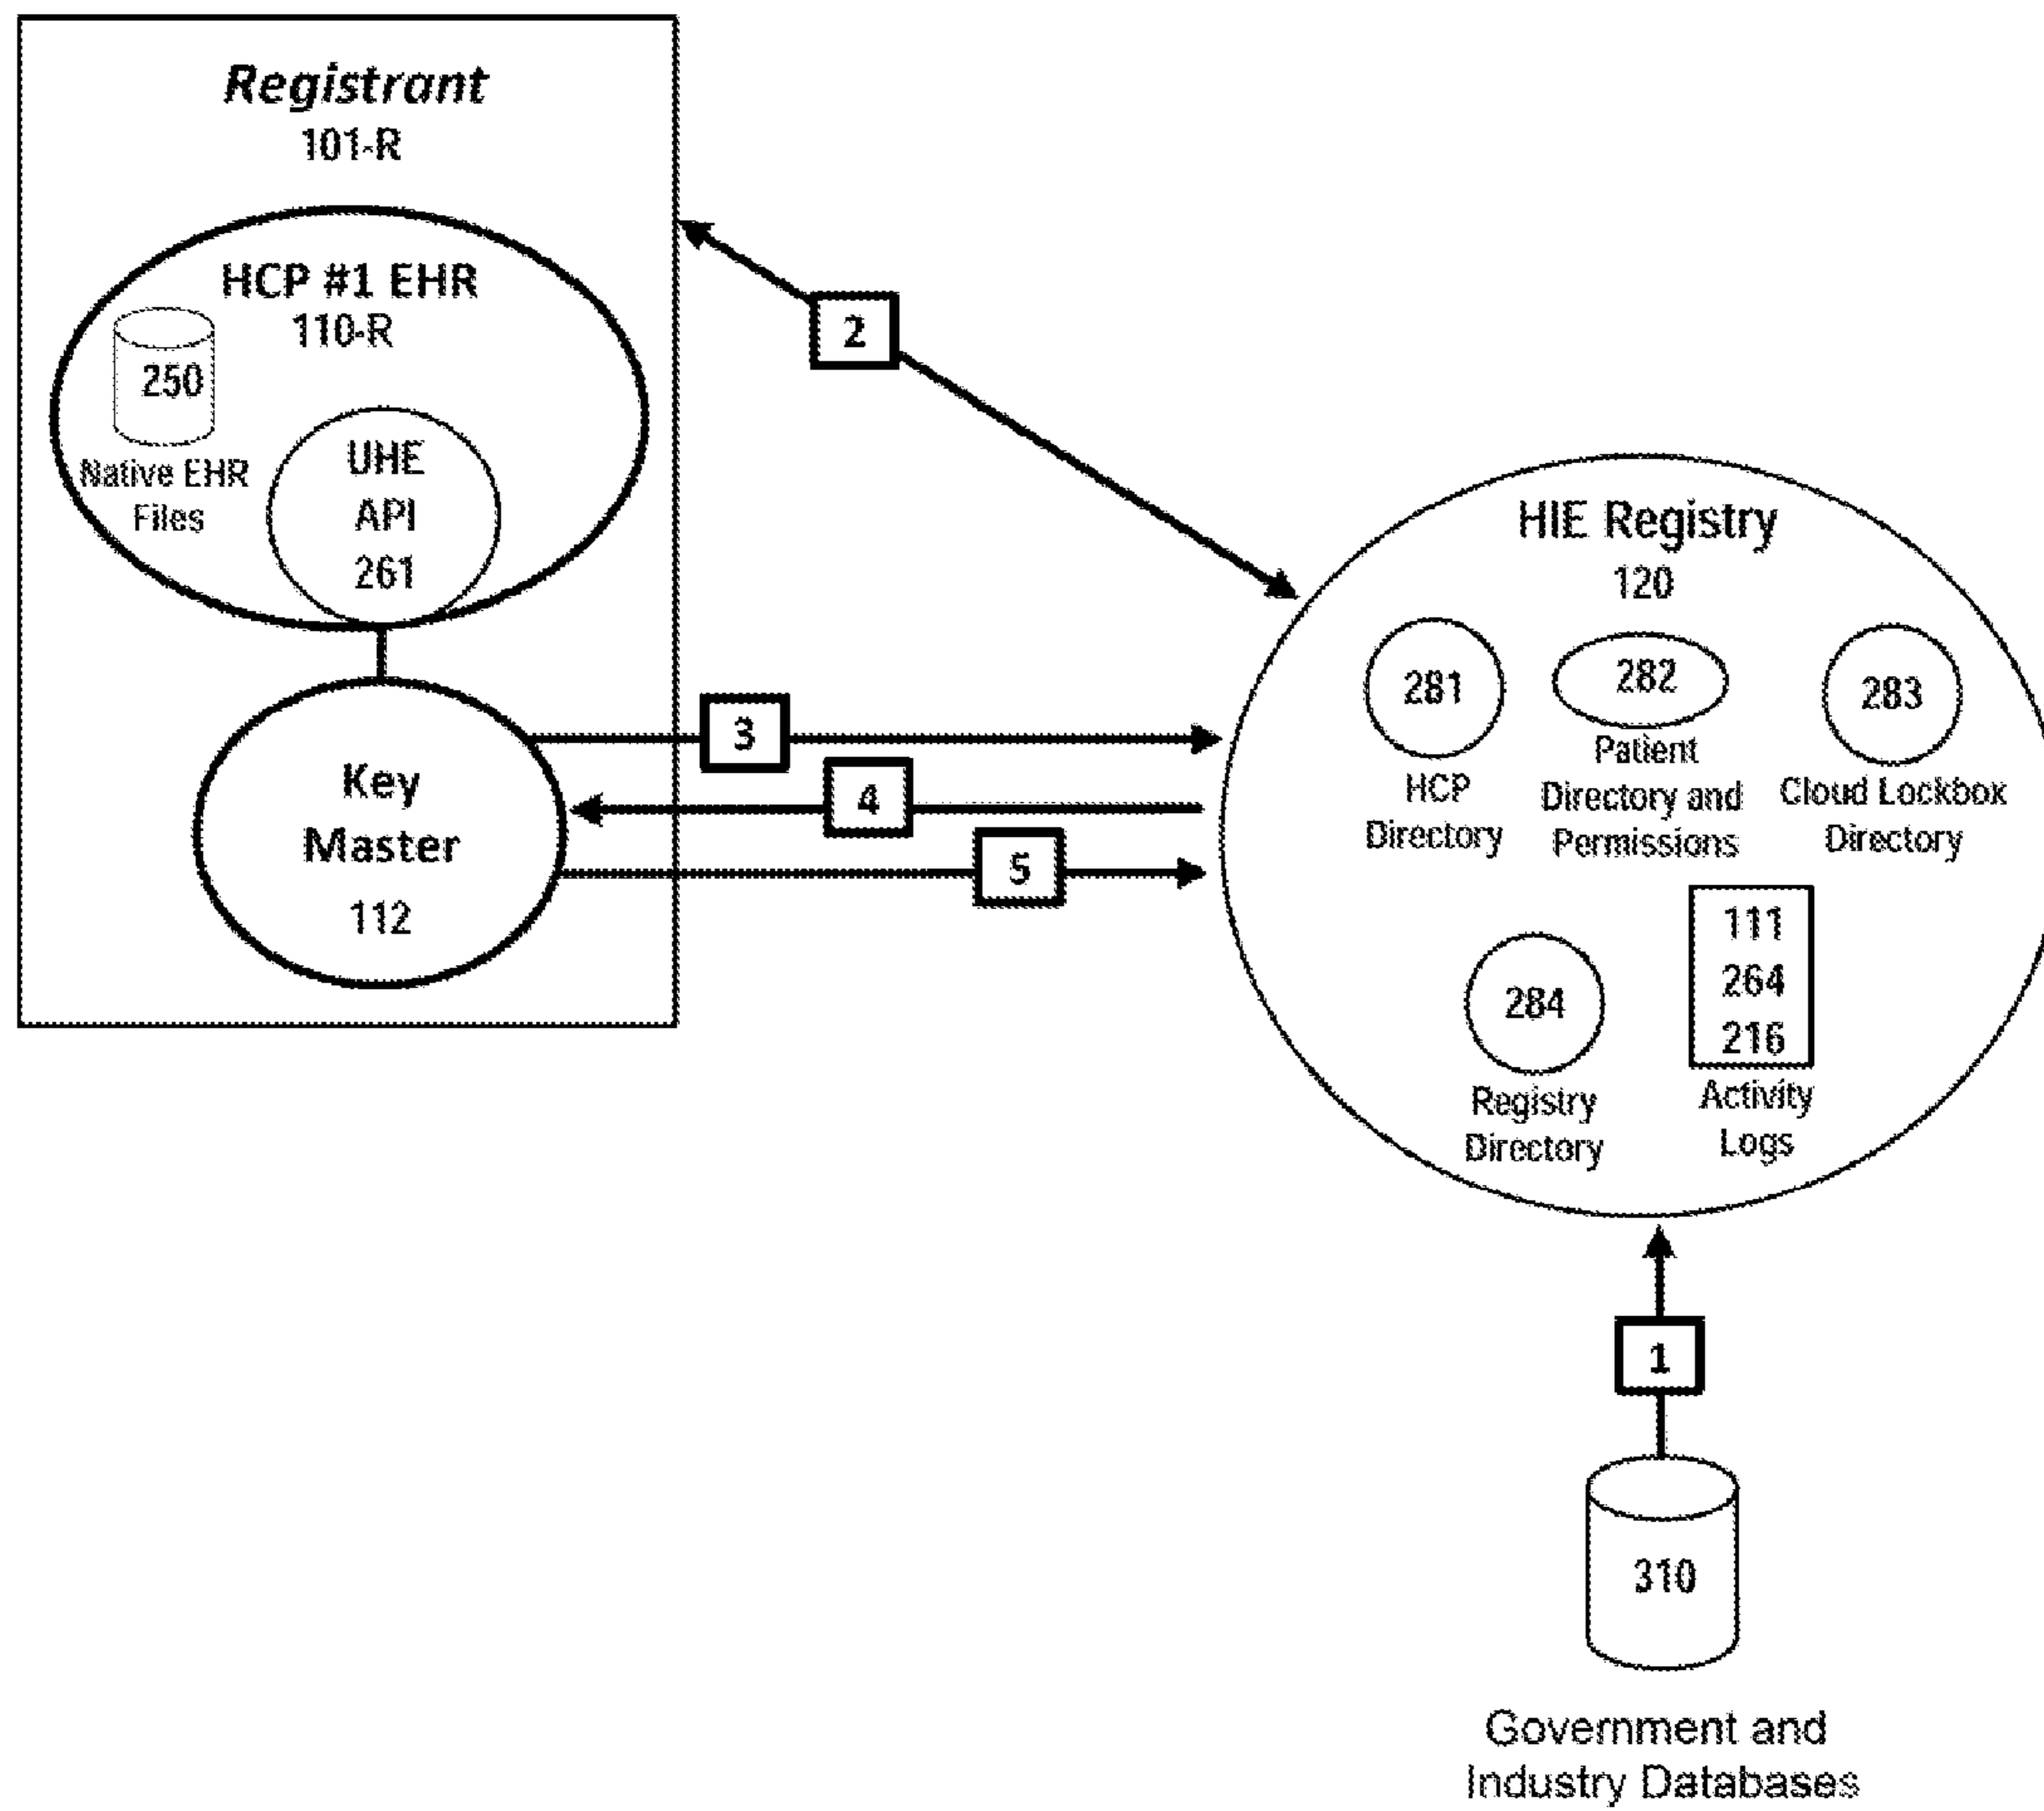 Registrant
101-R
HCP #1 EHR
110-R
250
Native EHR
Files
UHE
API
261
Key
Master
112
2
3
4
5
HIE Registry
120
281
HCP
Directory
282
Patient
Directory and
Permissions
283
Cloud Lockbox
Directory
284
Registry
Directory
111
264
216
Activity
Logs
1
310
Government and
Industry Databases